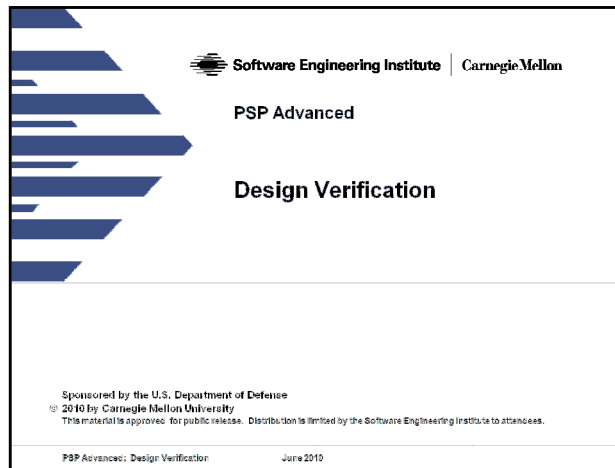 Software Engineering Institute | CarnegieMellon
PSP Advanced
Design Verification
Sponsored by the U.S. Department of Defense
© 2010 by Carnegie Mellon University
This material is approved for public release. Distribution is limited by the Software Engineering Institute to attendees.
PSP Advanced: Design Verification June 2010